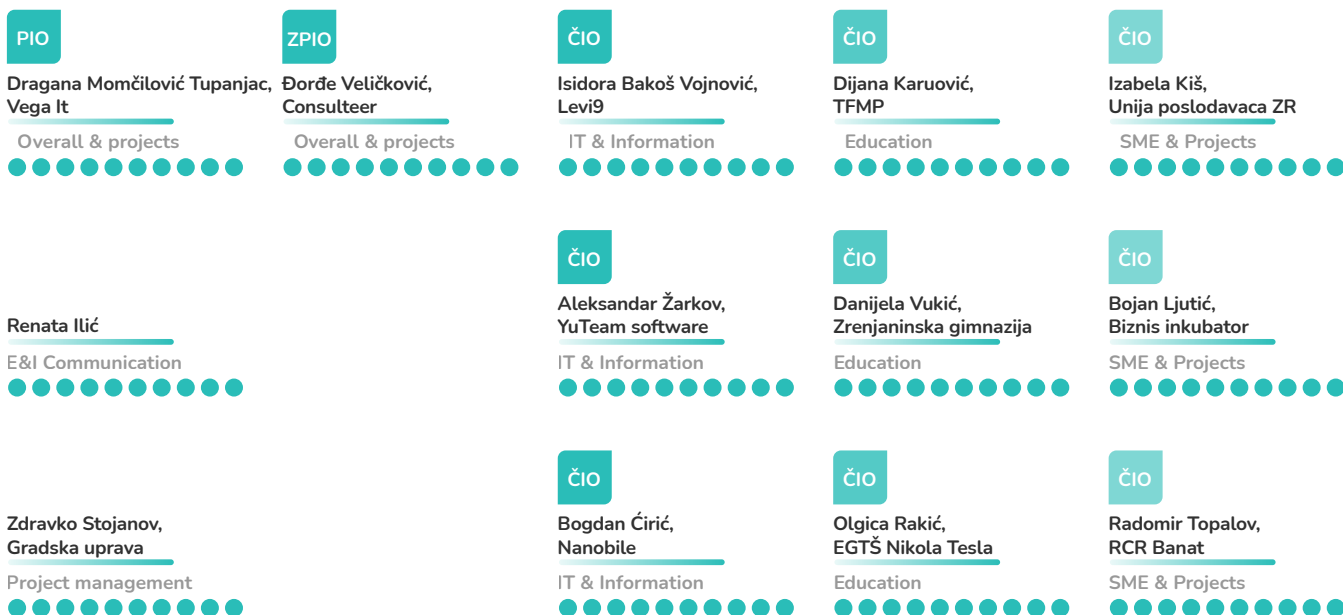 PIO
Dragana Momčilović Tupanjac,
Vega It
Overall & projects
ZPIO
Đorđe Veličković,
Consulteer
Overall & projects
ČIO
Isidora Bakoš Vojnović,
Levi9
IT & Information
ČIO
Dijana Karuović,
TFMP
Education
ČIO
Izabela Kiš,
Unija poslodavaca ZR
SME & Projects
Renata Ilić
E&I Communication
ČIO
Aleksandar Žarkov,
YuTeam software
IT & Information
ČIO
Danijela Vukić,
Zrenjaninska gimnazija
Education
ČIO
Bojan Ljutić,
Biznis inkubator
SME & Projects
Zdravko Stojanov,
Gradska uprava
Project management
ČIO
Bogdan Ćirić,
Nanobile
IT & Information
ČIO
Olgica Rakić,
EGTŠ Nikola Tesla
Education
ČIO
Radomir Topalov,
RCR Banat
SME & Projects